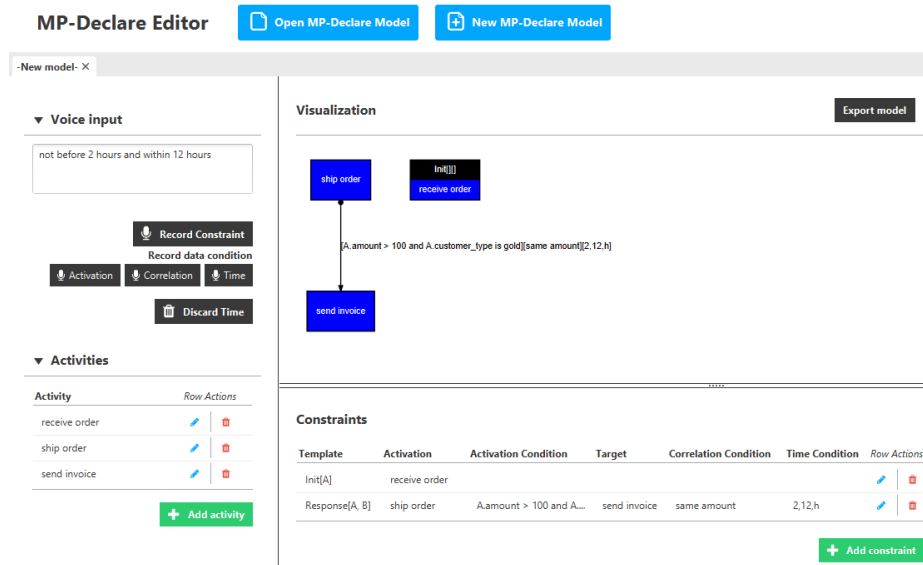 MP-Declare Editor
Open MP-Declare Model
New MP-Declare Model
-New model- ×
Voice input
not before 2 hours and within 12 hours
Record Constraint
Record data condition
Activation
Correlation
Time
Discard Time
Activities
Activity Row Actions
receive order
ship order
send invoice
Add activity
Visualization
Export model
ship order
Init[][]
receive order
[A.amount > 100 and A.customer_type is gold][same amount][2,12,h]
send invoice
Constraints
Template Activation Activation Condition Target Correlation Condition Time Condition Row Actions
Init[A] receive order
Response[A, B] ship order A.amount > 100 and A.... send invoice same amount 2,12,h
Add constraint